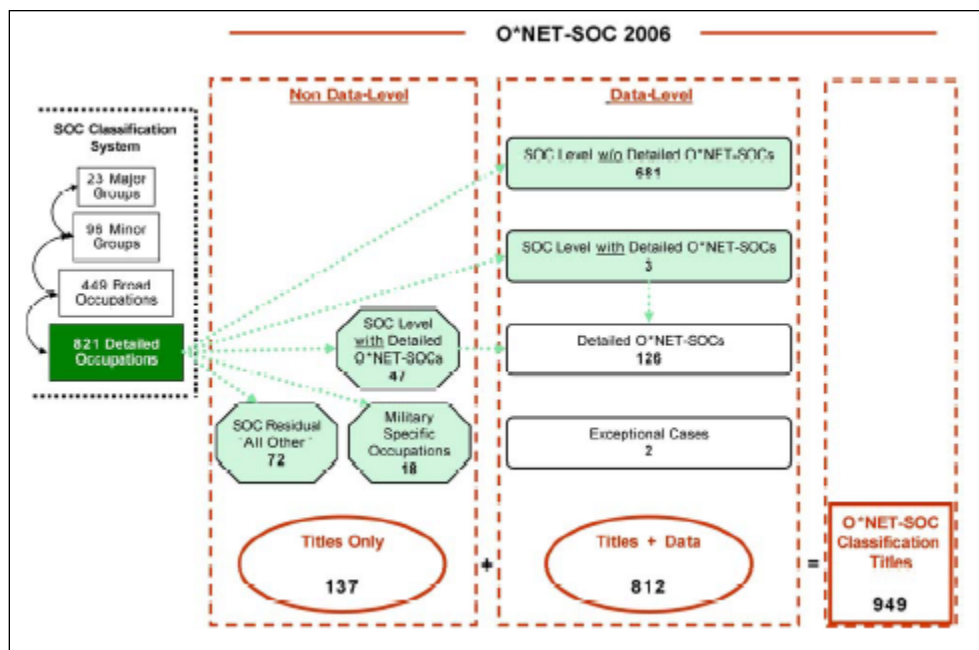 O*NET-SOC 2006
SOC Classification
System
23 Major
Groups
96 Minor
Groups
449 Broad
Occupations
821 Detailed
Occupations
Non Data-Level
SOC Level
with Detailed
O*NET-SOCs
47
SOC Residual
"All Other"
72
Military
Specific
Occupations
18
Titles Only
137
+
Data-Level
SOC Level w/o Detailed O*NET-SOCs
681
SOC Level with Detailed O*NET-SOCs
3
Detailed O*NET-SOCs
126
Exceptional Cases
2
Titles + Data
812
=
O*NET-SOC
Classification
Titles
949